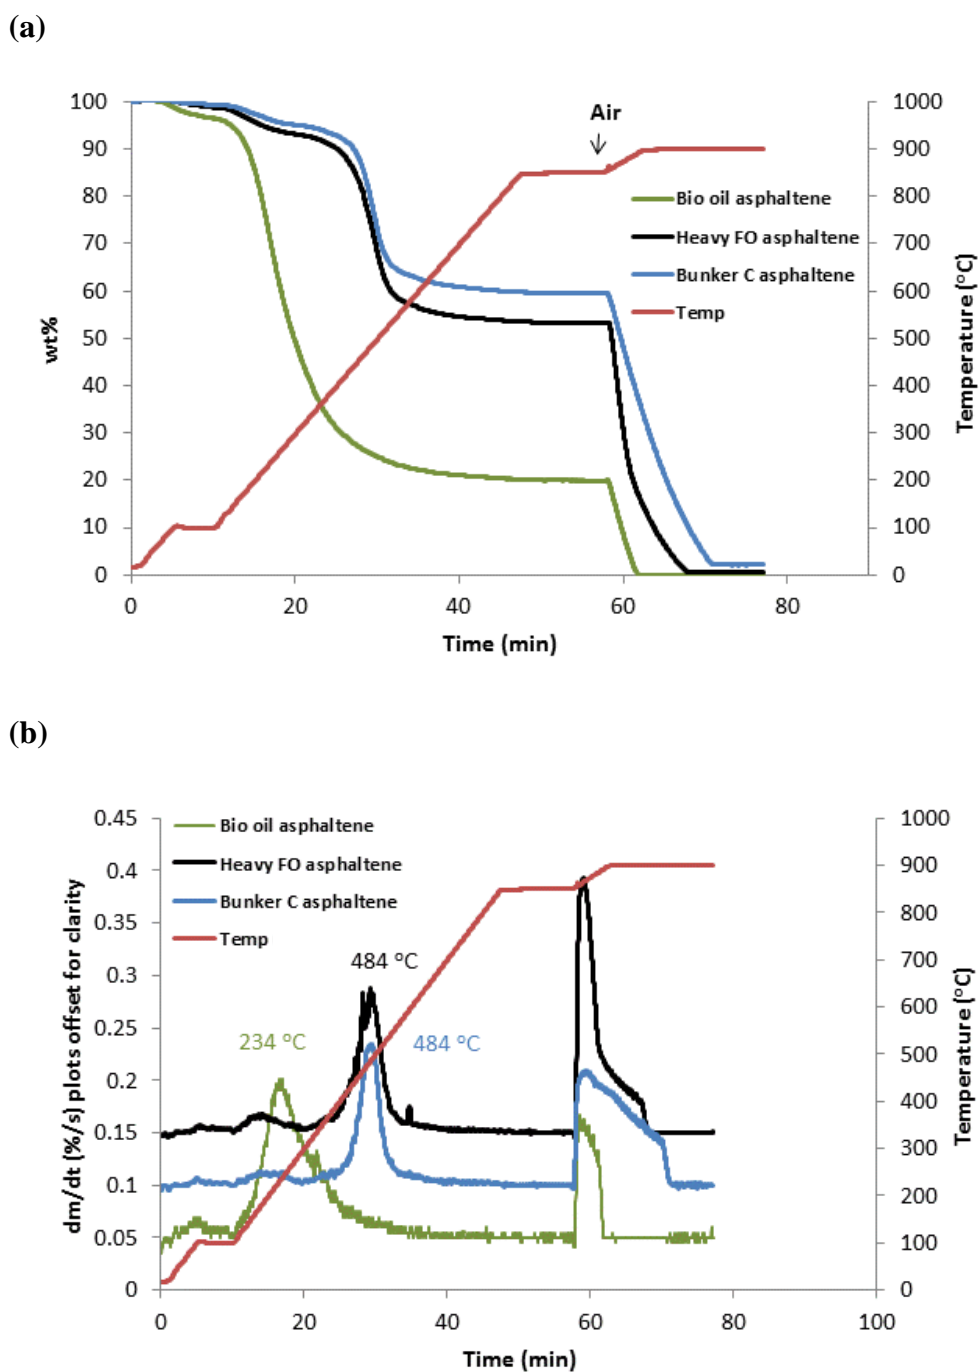 (a)
Air
100
90
80
70
60
50
40
30
20
10
0
wt%
1000
900
800
700
600
500
400
300
200
100
0
Temperature (°C)
Bio oil asphaltene
Heavy FO asphaltene
Bunker C asphaltene
Temp
0 20 40 60 80
Time (min)
(b)
0.45
0.4
0.35
0.3
0.25
0.2
0.15
0.1
0.05
0
dm/dt (%/s) plots offset for clarity
Bio oil asphaltene
Heavy FO asphaltene
Bunker C asphaltene
Temp
484 °C
234 °C
484 °C
1000
900
800
700
600
500
400
300
200
100
0
Temperature (°C)
0 20 40 60 80 100
Time (min)